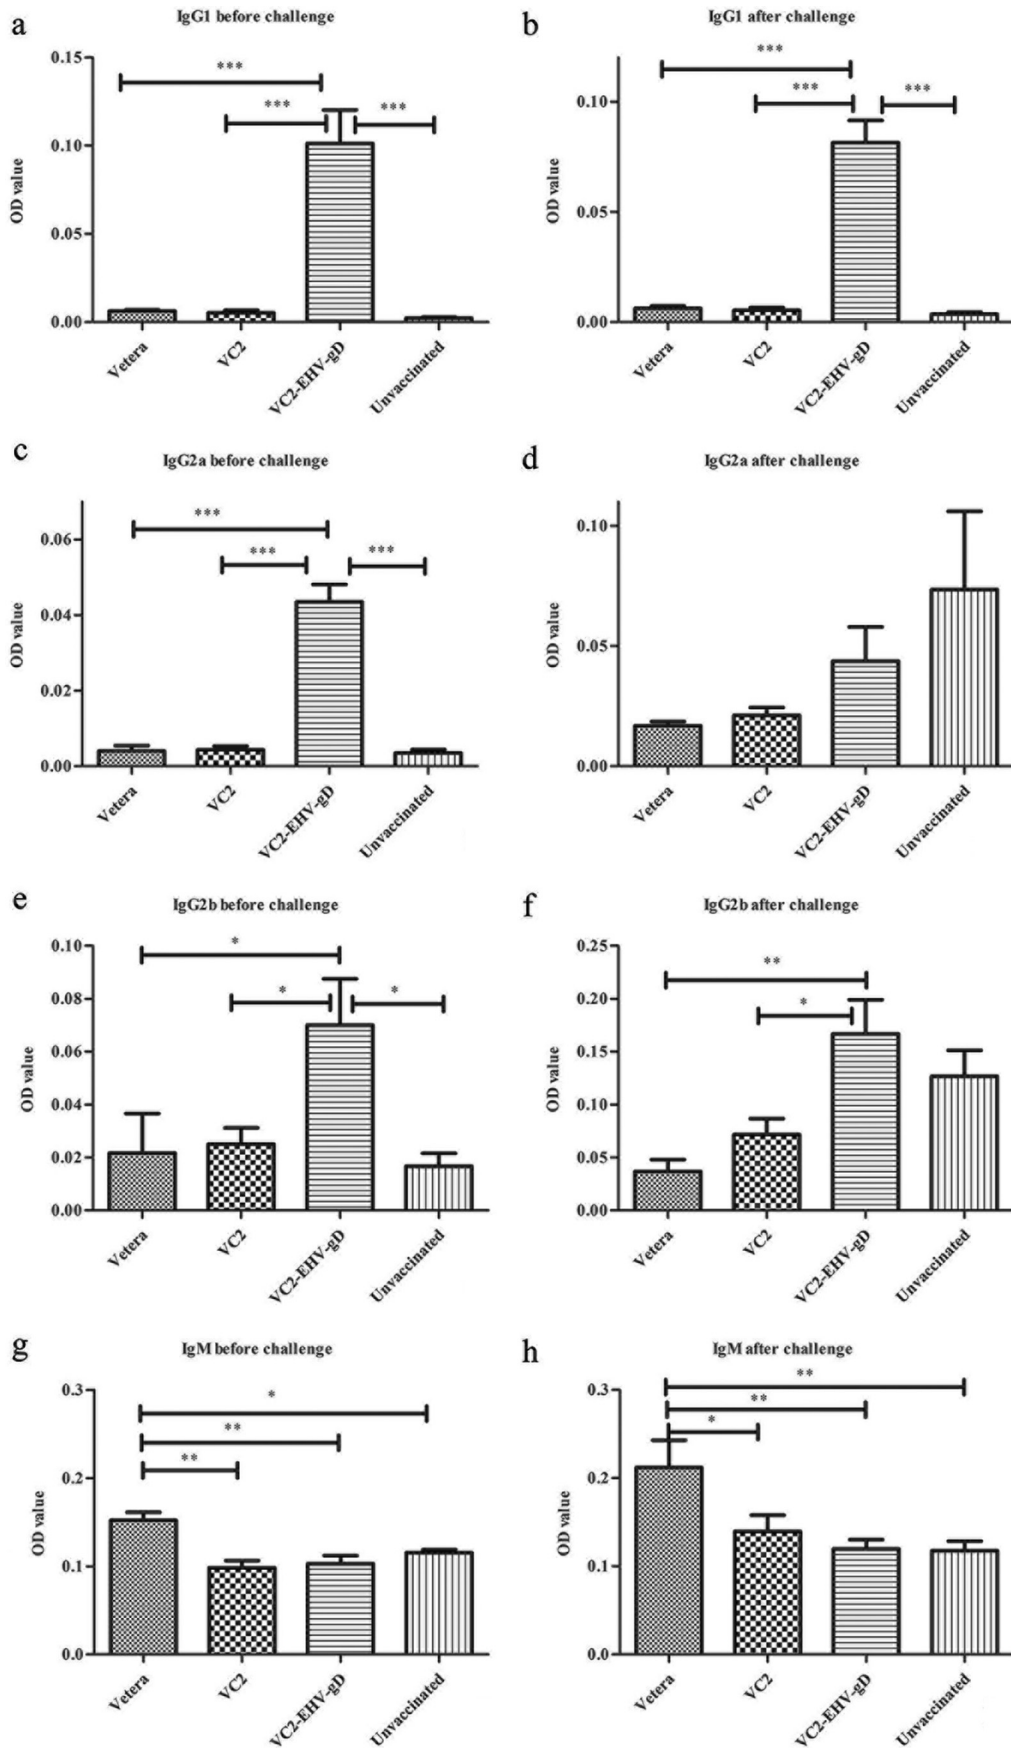 a
IgG1 before challenge
0.15
0.10
0.05
0.00
OD value
***
***
***
Vetera
VC2
VC2-EHV-gD
Unvaccinated
b
IgG1 after challenge
0.10
0.05
0.00
OD value
***
***
***
Vetera
VC2
VC2-EHV-gD
Unvaccinated
c
IgG2a before challenge
0.06
0.04
0.02
0.00
OD value
***
***
***
Vetera
VC2
VC2-EHV-gD
Unvaccinated
d
IgG2a after challenge
0.10
0.05
0.00
OD value
Vetera
VC2
VC2-EHV-gD
Unvaccinated
e
IgG2b before challenge
0.10
0.08
0.06
0.04
0.02
0.00
OD value
*
*
*
Vetera
VC2
VC2-EHV-gD
Unvaccinated
f
IgG2b after challenge
0.25
0.20
0.15
0.10
0.05
0.00
OD value
**
*
Vetera
VC2
VC2-EHV-gD
Unvaccinated
g
IgM before challenge
0.3
0.2
0.1
0.0
OD value
*
**
**
Vetera
VC2
VC2-EHV-gD
Unvaccinated
h
IgM after challenge
0.3
0.2
0.1
0.0
OD value
**
**
*
Vetera
VC2
VC2-EHV-gD
Unvaccinated